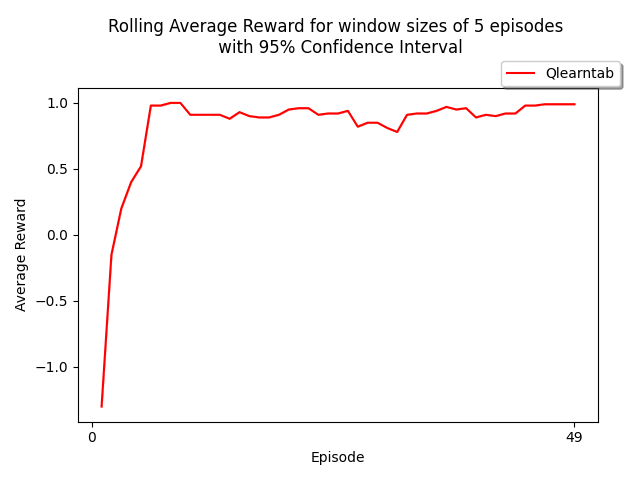 Rolling Average Reward for window sizes of 5 episodes
with 95% Confidence Interval
Qlearntab
1.0
0.5
0.0
−0.5
−1.0
Average Reward
0
49
Episode